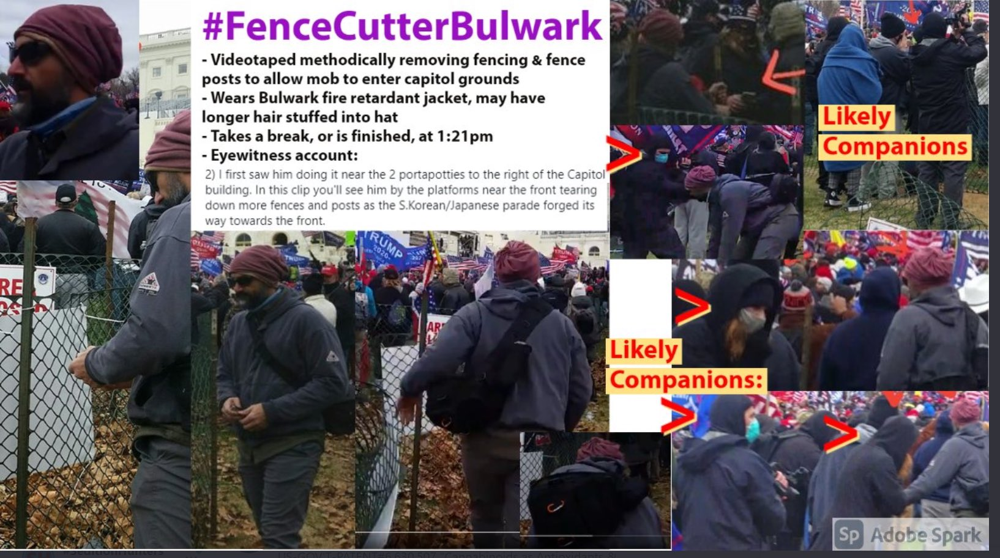 #FenceCutterBulwark
- Videotaped methodically removing fencing & fence
posts to allow mob to enter capitol grounds
- Wears Bulwark fire retardant jacket, may have
longer hair stuffed into hat
- Takes a break, or is finished, at 1:21pm
- Eyewitness account:
2) I first saw him doing it near the 2 portapotties to the right of the Capitol
building. In this clip you'll see him by the platforms near the front tearing
down more fences and posts as the S.Korean/Japanese parade forged its
way towards the front.
Likely
Companions
Likely
Companions:
TRUMP
2020
TRUMP
ARE
Sp Adobe Spark